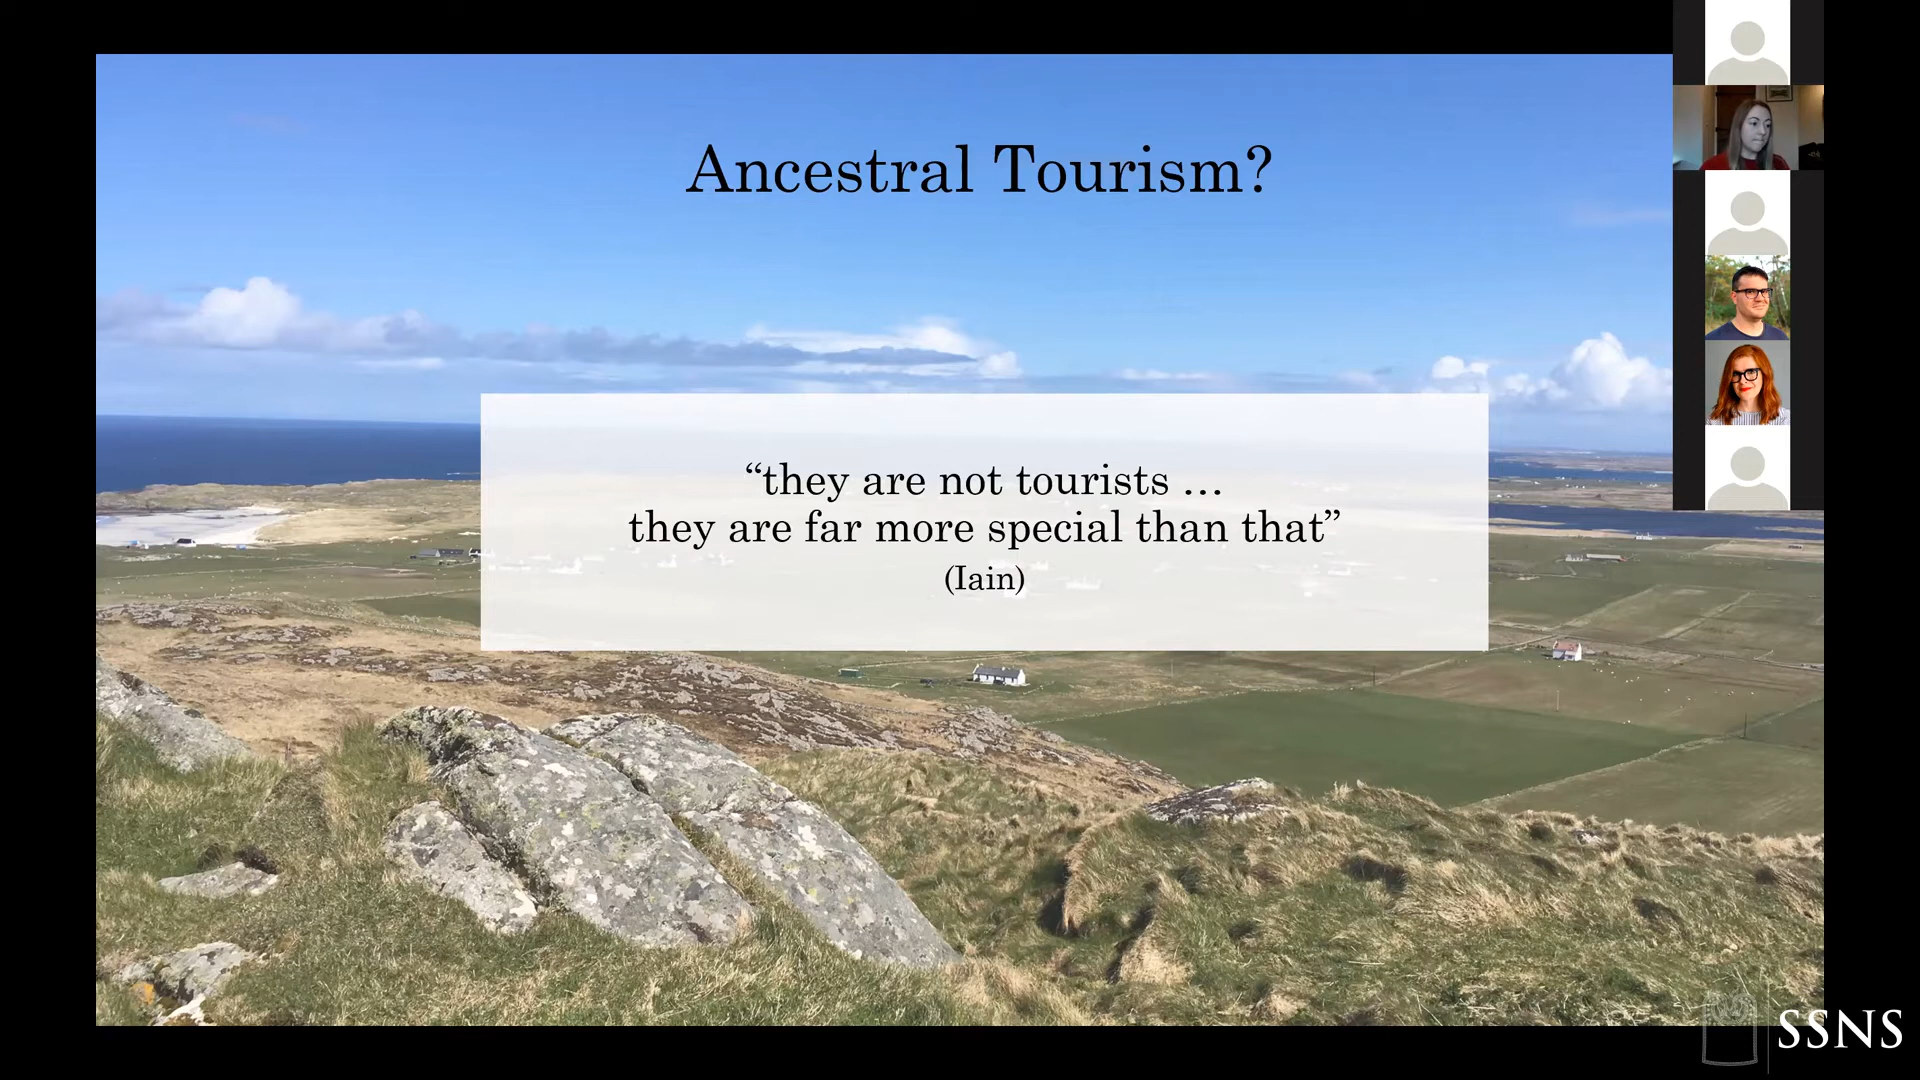 Ancestral Tourism?
“they are not tourists …
they are far more special than that”
(Iain)
SSNS